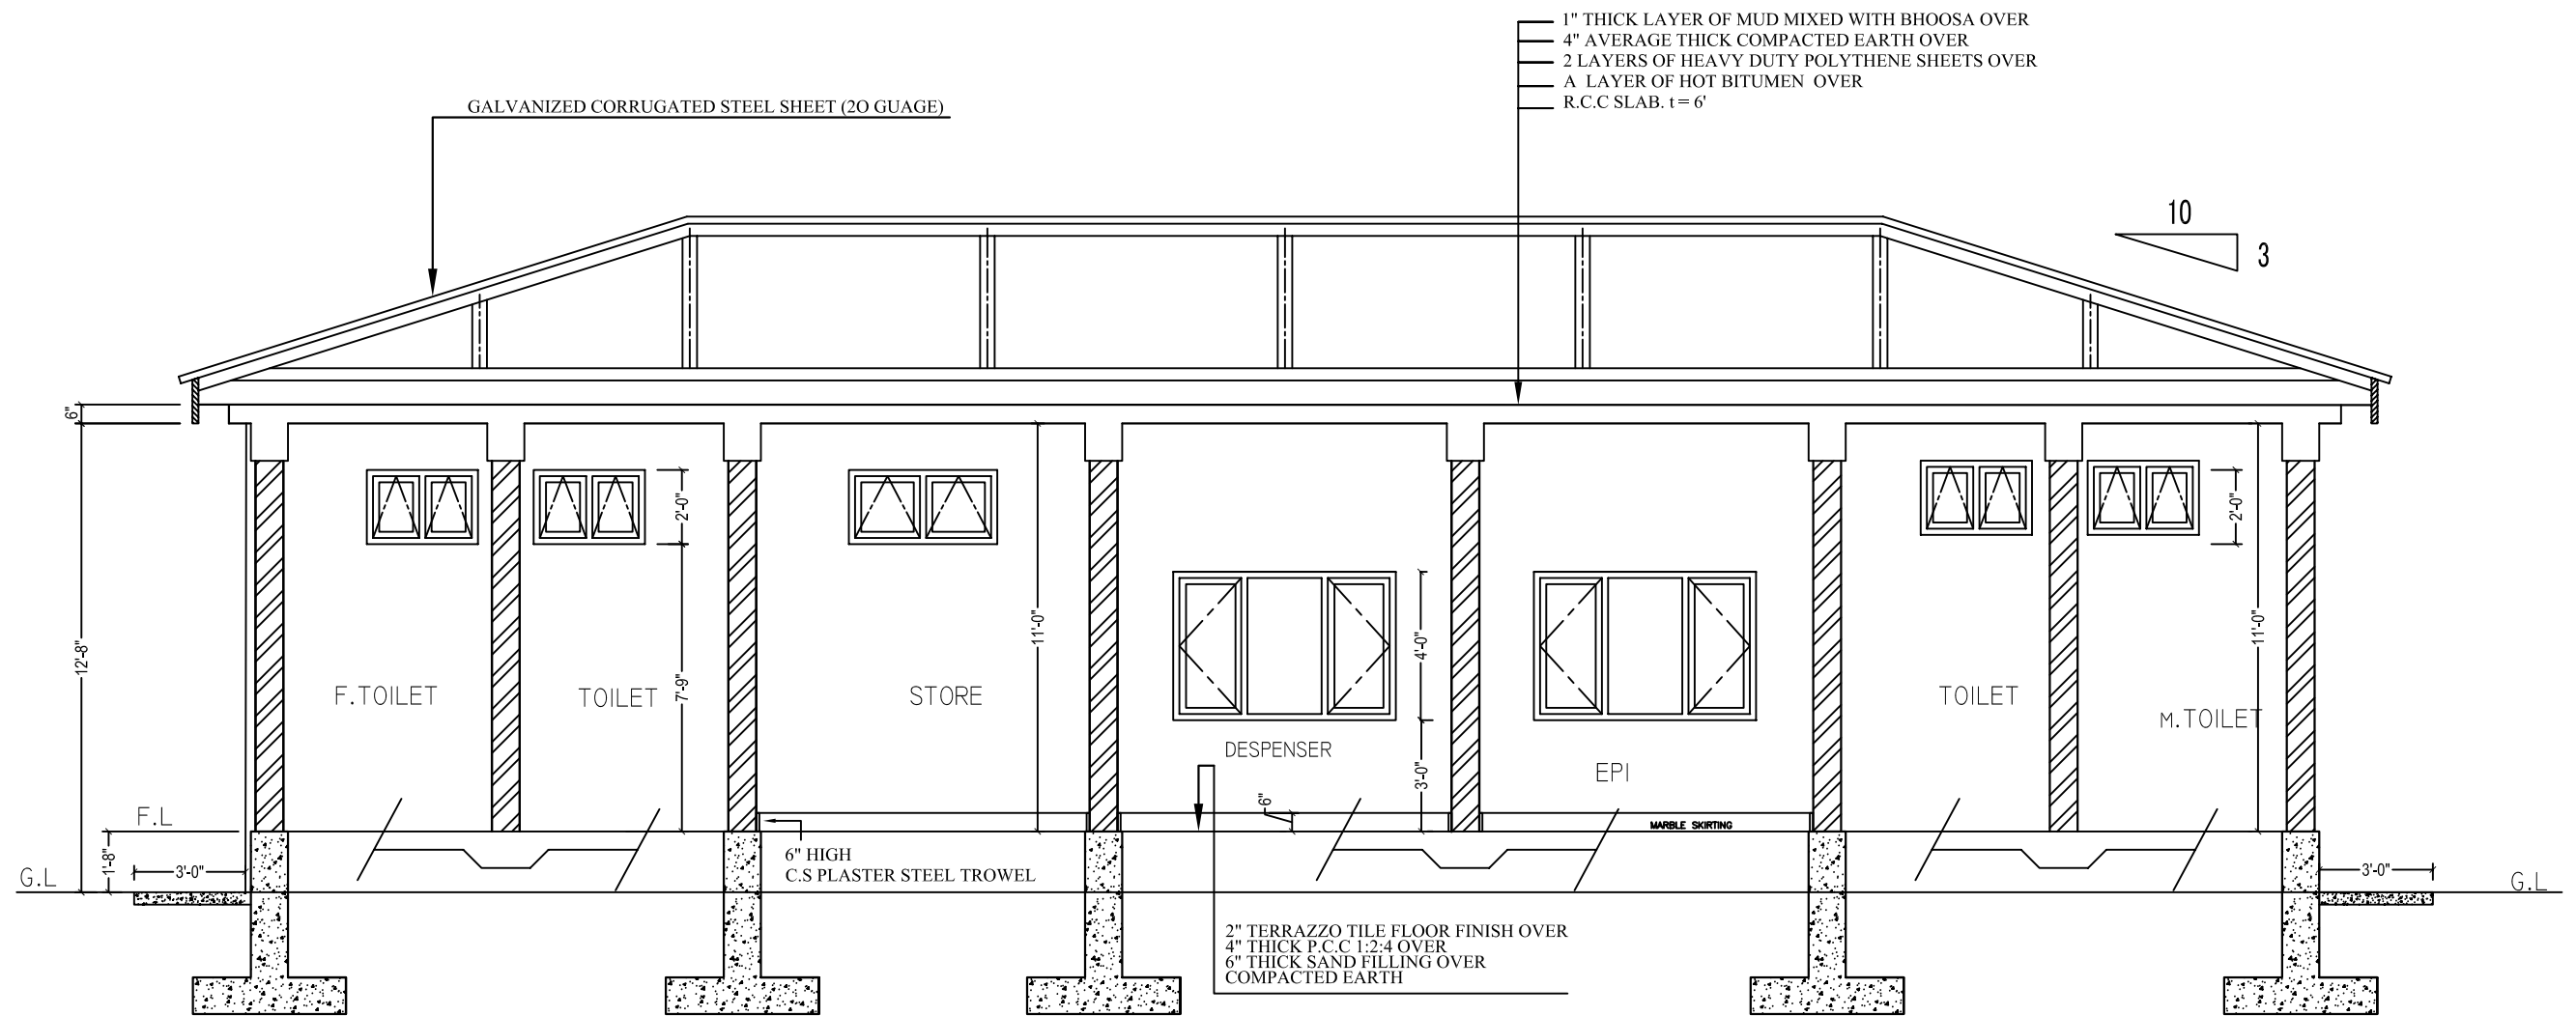 1" THICK LAYER OF MUD MIXED WITH BHOOSA OVER
4" AVERAGE THICK COMPACTED EARTH OVER
2 LAYERS OF HEAVY DUTY POLYTHENE SHEETS OVER
A LAYER OF HOT BITUMEN OVER
R.C.C SLAB. t = 6'
GALVANIZED CORRUGATED STEEL SHEET (2O GUAGE)
10
3
6"
12'-8"
2'-0"
7'-9"
11'-0"
4'-0"
3'-0"
2'-0"
11'-0"
F.TOILET
TOILET
STORE
DESPENSER
EPI
TOILET
M.TOILET
6"
MARBLE SKIRTING
F.L
1'-8"
3'-0"
G.L
6" HIGH
C.S PLASTER STEEL TROWEL
3'-0"
G.L
2" TERRAZZO TILE FLOOR FINISH OVER
4" THICK P.C.C 1:2:4 OVER
6" THICK SAND FILLING OVER
COMPACTED EARTH